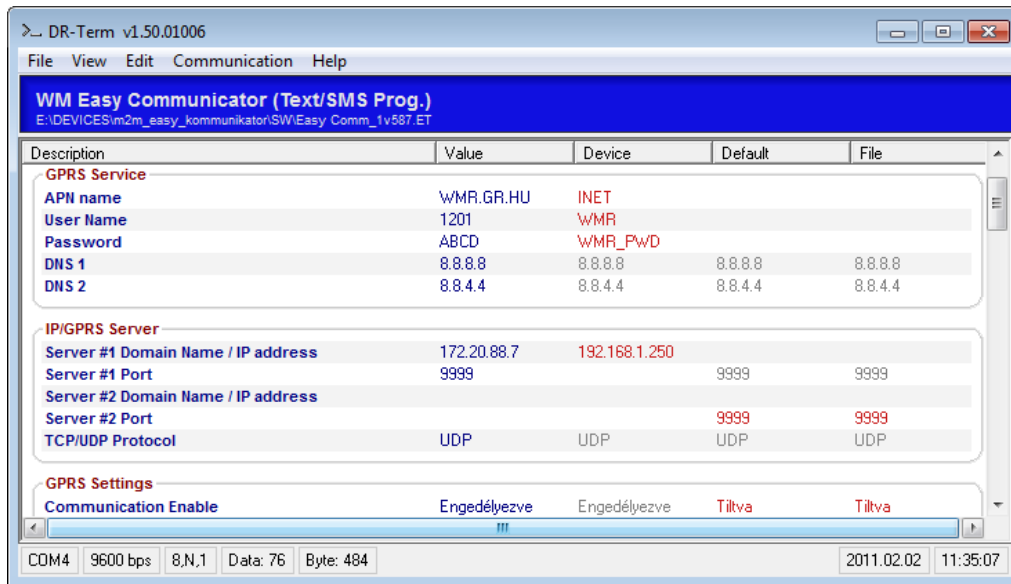 DR-Term v1.50.01006
File View Edit Communication Help
WM Easy Communicator (Text/SMS Prog.)
E:\DEVICES\m2m_easy_kommunikator\SW\Easy Comm_1v587.ET
Description Value Device Default File
GPRS Service
APN name WMR.GR.HU INET
User Name 1201 WMR
Password ABCD WMR_PWD
DNS 1 8.8.8.8 8.8.8.8 8.8.8.8 8.8.8.8
DNS 2 8.8.4.4 8.8.4.4 8.8.4.4 8.8.4.4
IP/GPRS Server
Server #1 Domain Name / IP address 172.20.88.7 192.168.1.250
Server #1 Port 9999 9999 9999
Server #2 Domain Name / IP address
Server #2 Port 9999 9999
TCP/UDP Protocol UDP UDP UDP UDP
GPRS Settings
Communication Enable Engedélyezve Engedélyezve Tiltva Tiltva
COM4 9600 bps 8,N,1 Data: 76 Byte: 484 2011.02.02 11:35:07